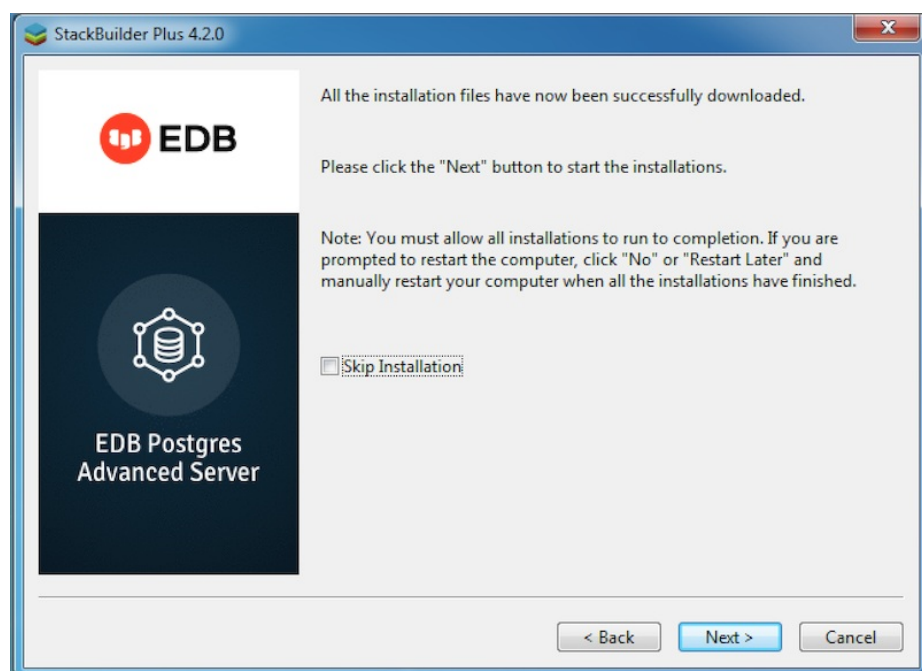 StackBuilder Plus 4.2.0
EDB
EDB Postgres
Advanced Server
All the installation files have now been successfully downloaded.
Please click the "Next" button to start the installations.
Note: You must allow all installations to run to completion. If you are
prompted to restart the computer, click "No" or "Restart Later" and
manually restart your computer when all the installations have finished.
Skip Installation
< Back
Next >
Cancel